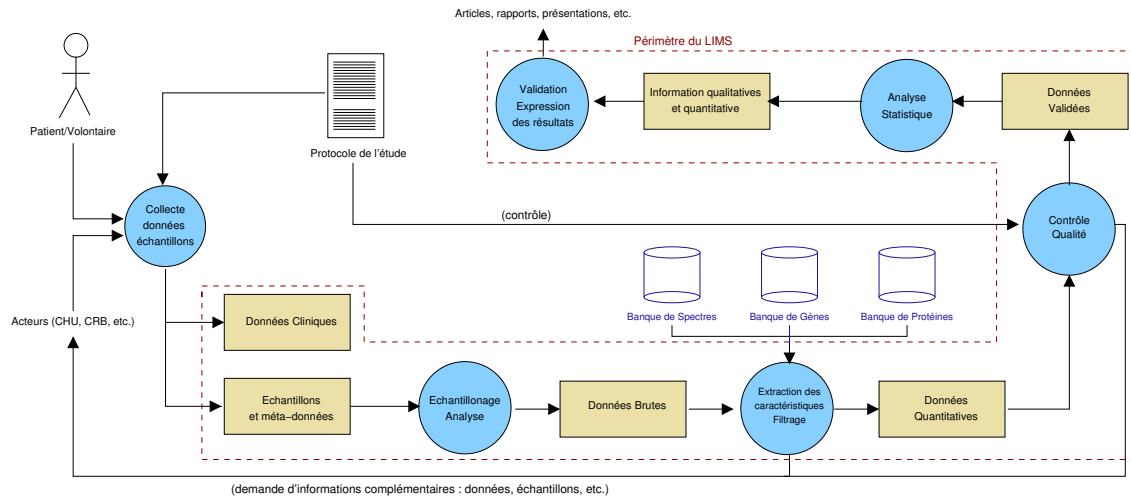 Articles, rapports, présentations, etc.
Périmètre du LIMS
Patient/Volontaire
Protocole de l'étude
Validation
Expression
des résultats
Information qualitatives
et quantitative
Analyse
Statistique
Données
Validées
Collecte
données
échantillons
(contrôle)
Contrôle
Qualité
Banque de Spectres
Banque de Gènes
Banque de Protéines
Acteurs (CHU, CRB, etc.)
Données Cliniques
Echantillons
et méta−données
Echantillonage
Analyse
Données Brutes
Extraction des
caractéristiques
Filtrage
Données
Quantitatives
(demande d'informations complémentaires : données, échantillons, etc.)